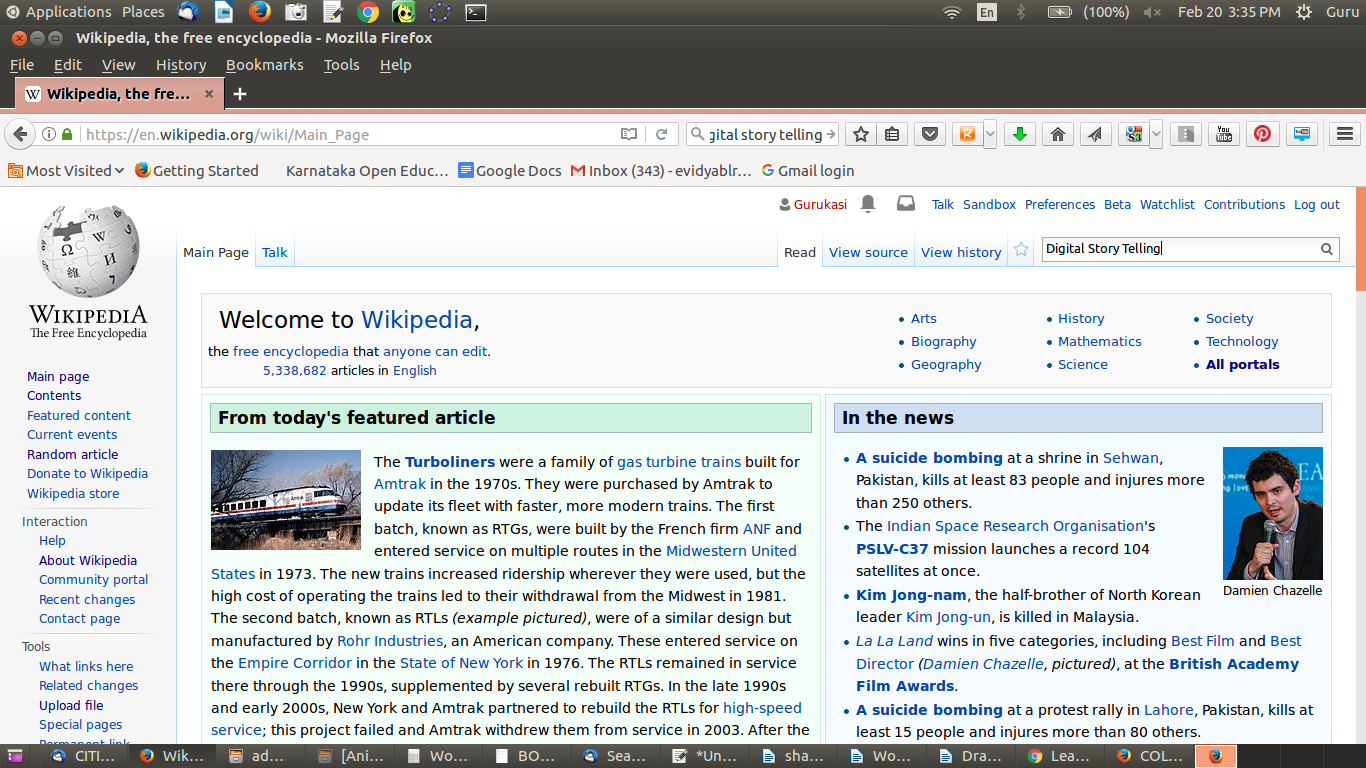 Applications Places En (100%) Feb 20 3:35 PM Guru
Wikipedia, the free encyclopedia - Mozilla Firefox
File Edit View History Bookmarks Tools Help
Wikipedia, the fre... × +
https://en.wikipedia.org/wiki/Main_Page gital story telling
Most Visited Getting Started Karnataka Open Educ... Google Docs Inbox (343) - evidyablr... Gmail login
Gurukasi Talk Sandbox Preferences Beta Watchlist Contributions Log out
Main Page Talk Read View source View history Digital Story Telling
WIKIPEDIA
The Free Encyclopedia
Main page
Contents
Featured content
Current events
Random article
Donate to Wikipedia
Wikipedia store
Interaction
Help
About Wikipedia
Community portal
Recent changes
Contact page
Tools
What links here
Related changes
Upload file
Special pages
Permanent link
Welcome to Wikipedia,
the free encyclopedia that anyone can edit.
5,338,682 articles in English
• Arts
• Biography
• Geography
• History
• Mathematics
• Science
• Society
• Technology
• All portals
From today's featured article
The Turboliners were a family of gas turbine trains built for
Amtrak in the 1970s. They were purchased by Amtrak to
update its fleet with faster, more modern trains. The first
batch, known as RTGs, were built by the French firm ANF and
entered service on multiple routes in the Midwestern United
States in 1973. The new trains increased ridership wherever they were used, but the
high cost of operating the trains led to their withdrawal from the Midwest in 1981.
The second batch, known as RTLs (example pictured), were of a similar design but
manufactured by Rohr Industries, an American company. These entered service on
the Empire Corridor in the State of New York in 1976. The RTLs remained in service
there through the 1990s, supplemented by several rebuilt RTGs. In the late 1990s
and early 2000s, New York and Amtrak partnered to rebuild the RTLs for high-speed
service; this project failed and Amtrak withdrew them from service in 2003. After the
In the news
• A suicide bombing at a shrine in Sehwan,
Pakistan, kills at least 83 people and injures more
than 250 others.
• The Indian Space Research Organisation's
PSLV-C37 mission launches a record 104
satellites at once.
• Kim Jong-nam, the half-brother of North Korean
leader Kim Jong-un, is killed in Malaysia.
• La La Land wins in five categories, including Best Film and Best
Director (Damien Chazelle, pictured), at the British Academy
Film Awards.
• A suicide bombing at a protest rally in Lahore, Pakistan, kills at
least 15 people and injures more than 80 others.
Damien Chazelle
CITI... Wik... ad... [Ani... Wo... BO... Sea... *Un... sha... Wo... Dra... Lea... COL...